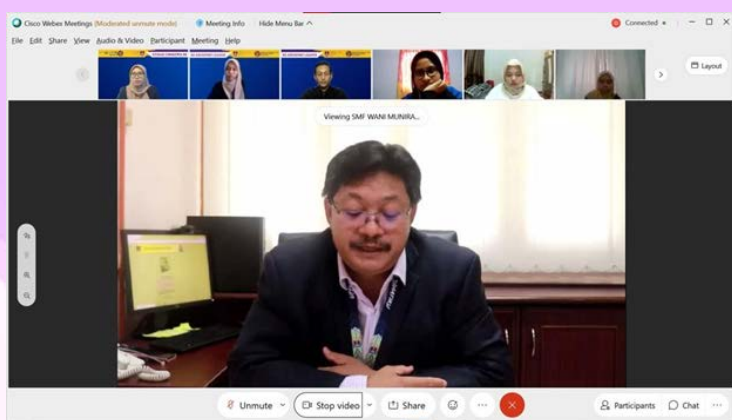 Cisco Webex Meetings (Moderated unmute mode) Meeting Info Hide Menu Bar Connected
File Edit Share View Audio & Video Participant Meeting Help
Layout
Viewing SMF WANI MUNIRA...
Unmute Stop video Share Participants Chat